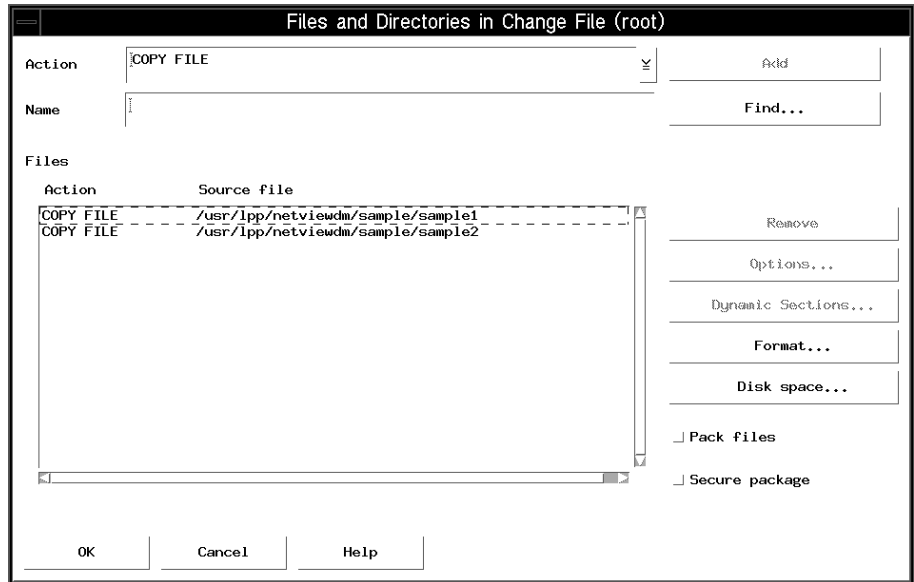 Files and Directories in Change File (root)
Action COPY FILE Add
Name Find...
Files
Action Source file
COPY FILE /usr/lpp/netviewdm/sample/sample1
COPY FILE /usr/lpp/netviewdm/sample/sample2
Remove
Options...
Dynamic Sections...
Format...
Disk space...
Pack files
Secure package
OK Cancel Help